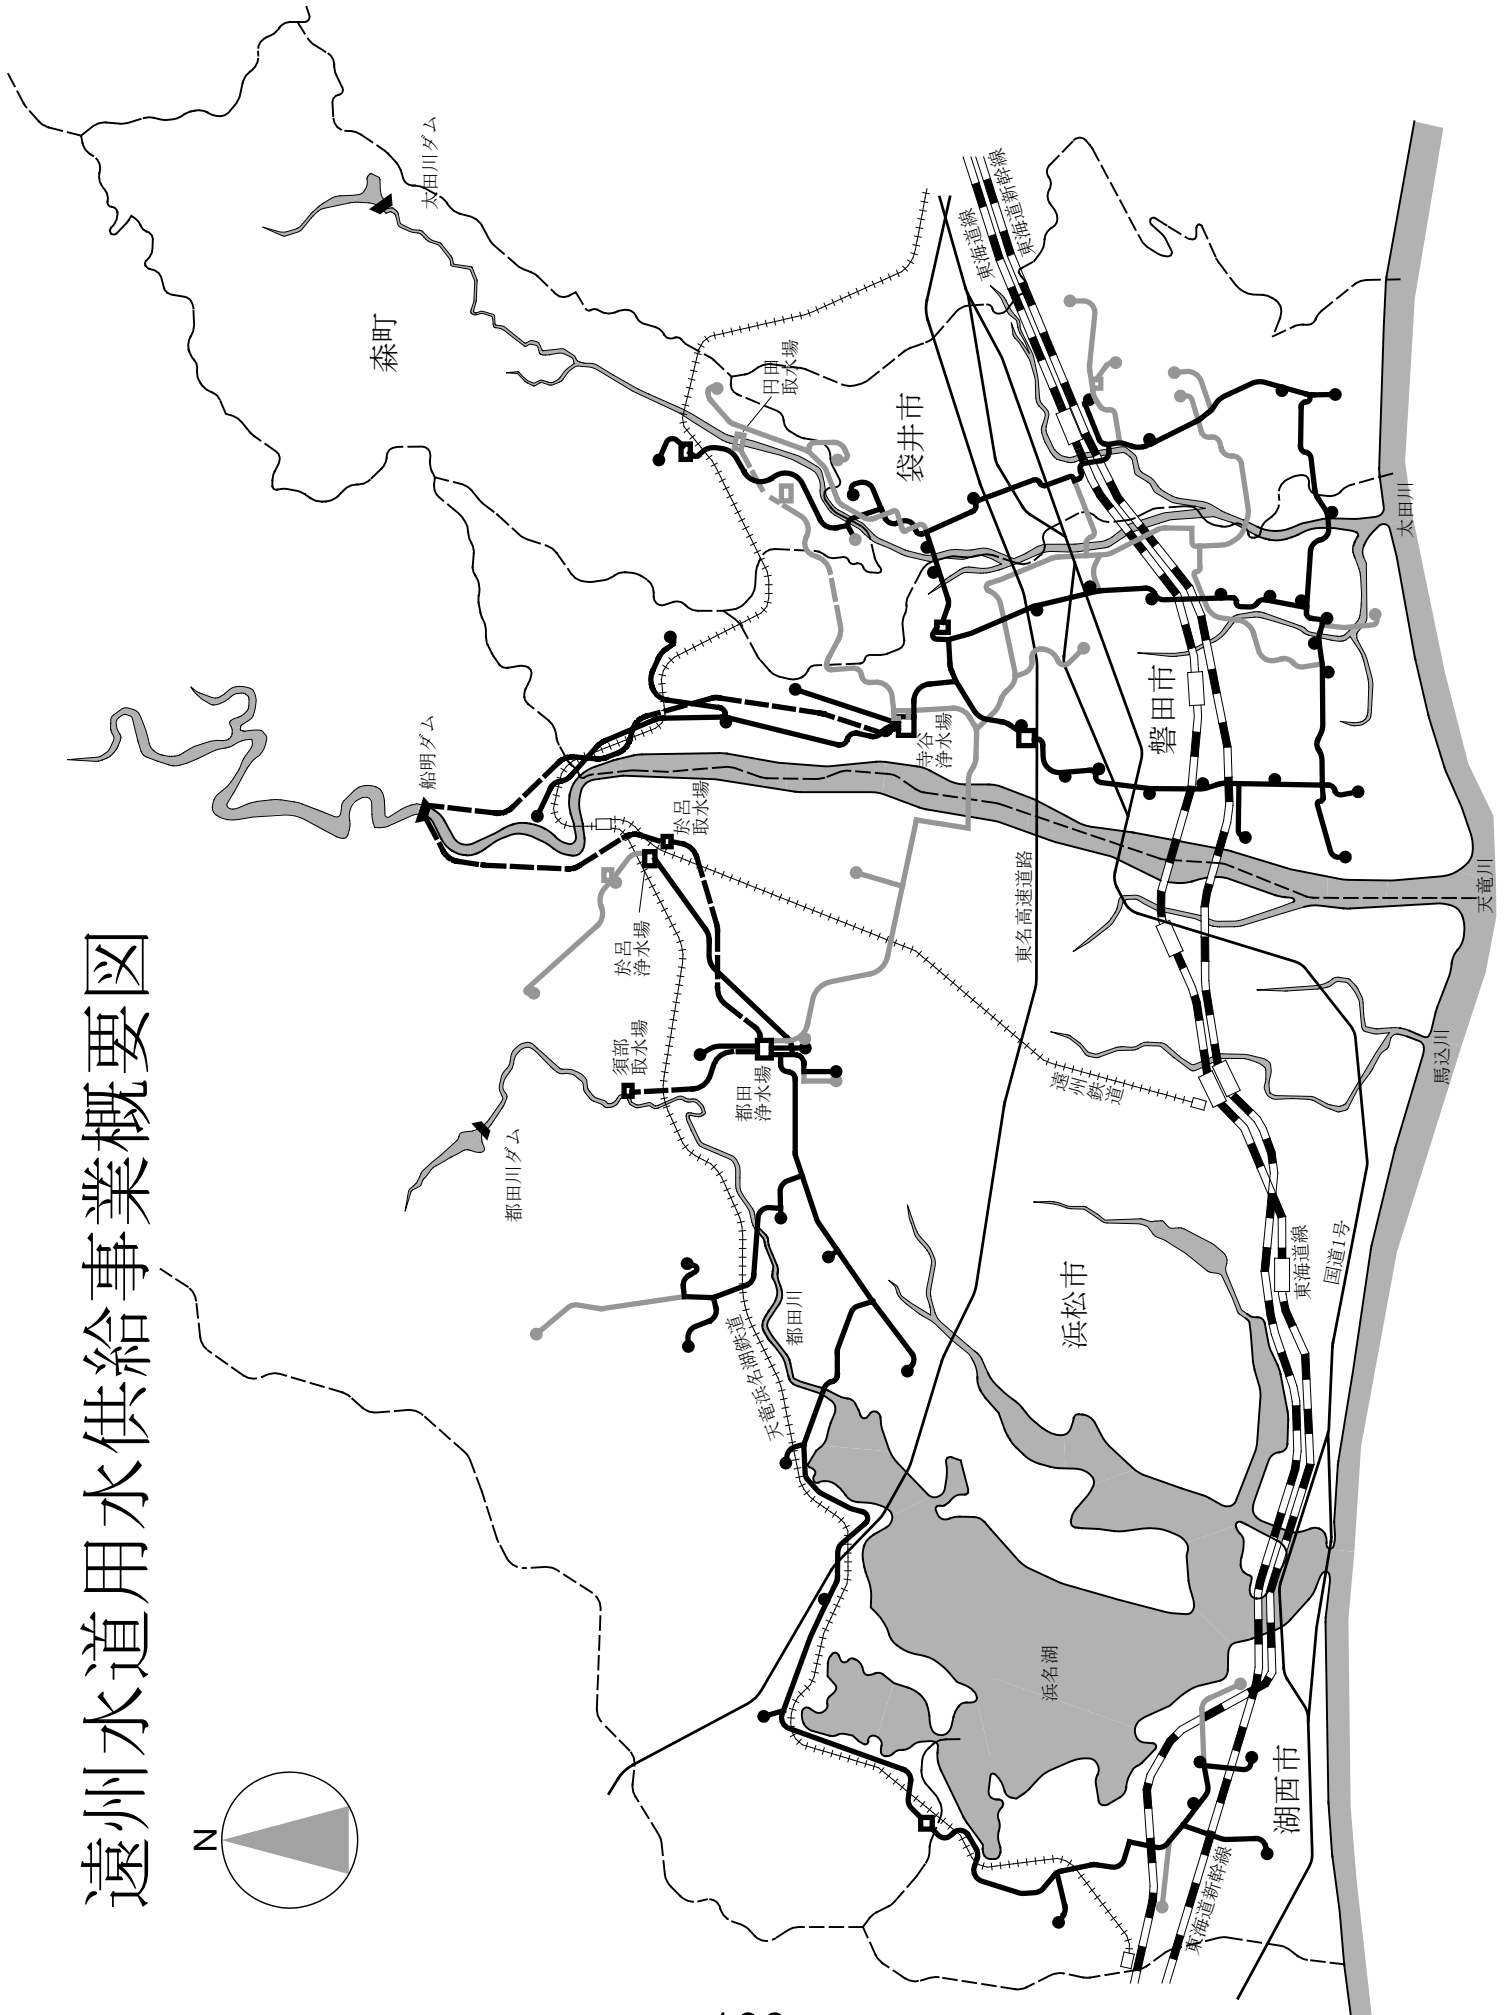 遠州水道用水供給事業概要図
N
森町
太田川ダム
船明ダム
都田川ダム
円田
取水場
東海道線
東海道新幹線
袋井市
寺谷
浄水場
磐田市
太田川
於呂
取水場
於呂
浄水場
須部
取水場
都田
浄水場
東名高速道路
天竜川
遠州
鉄道
馬込川
天竜浜名湖鉄道
都田川
浜松市
東海道線
国道1号
浜名湖
湖西市
東海道新幹線